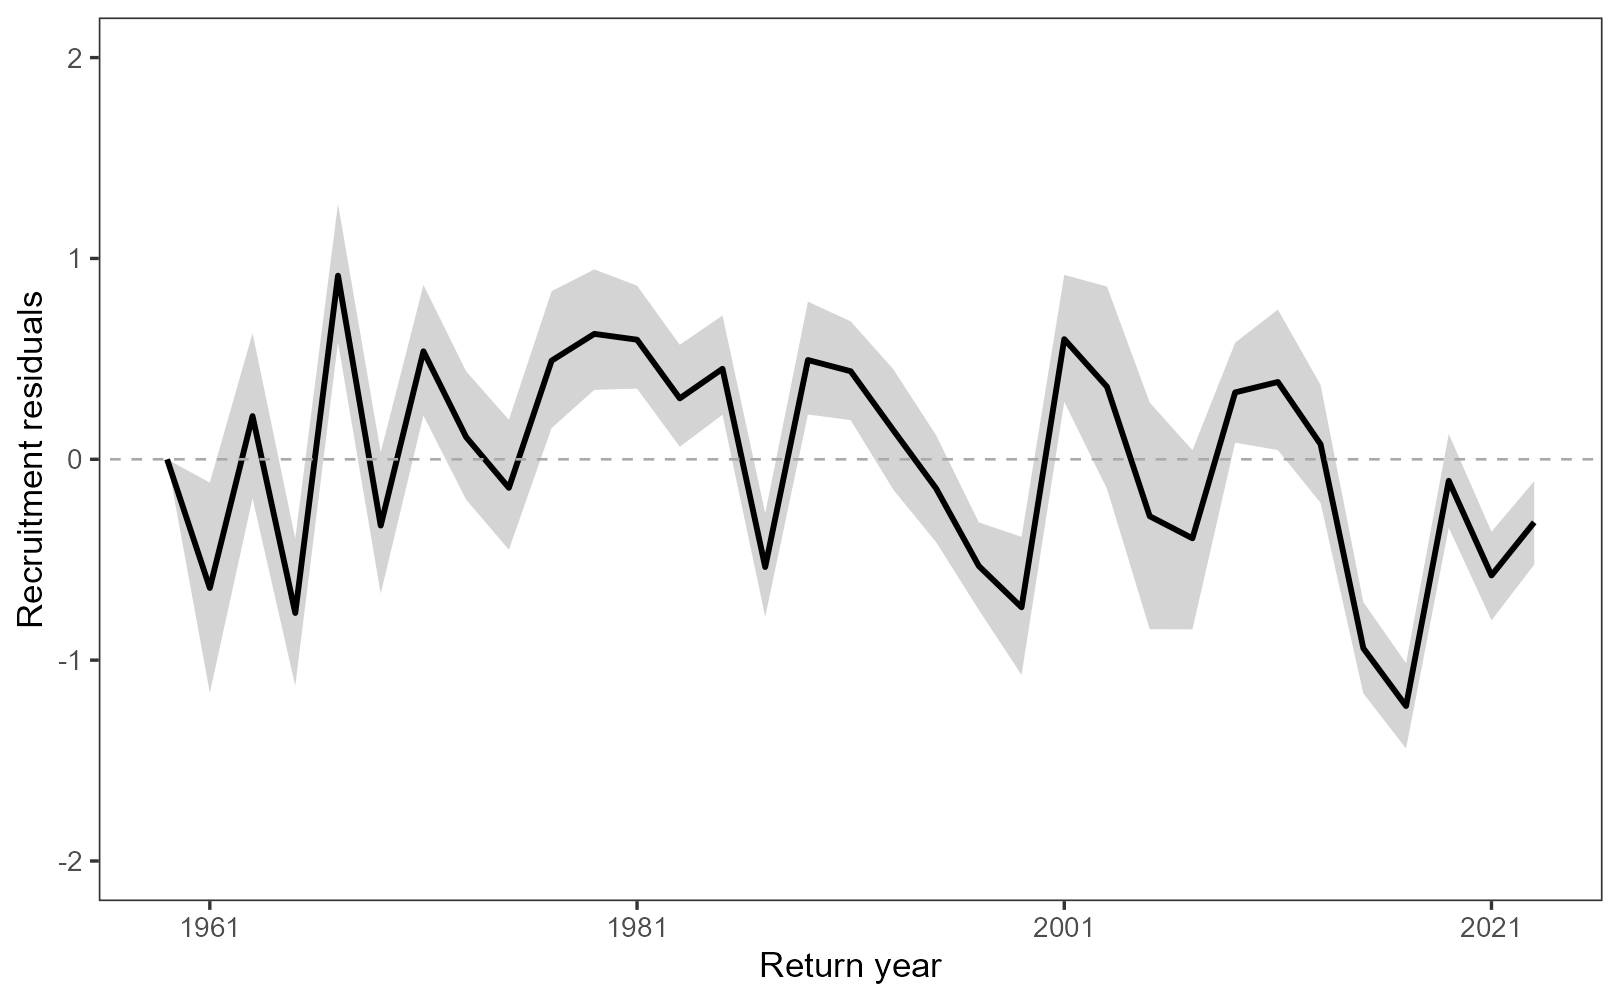 Recruitment residuals
2
1
0
-1
-2
1961 1981 2001 2021
Return year